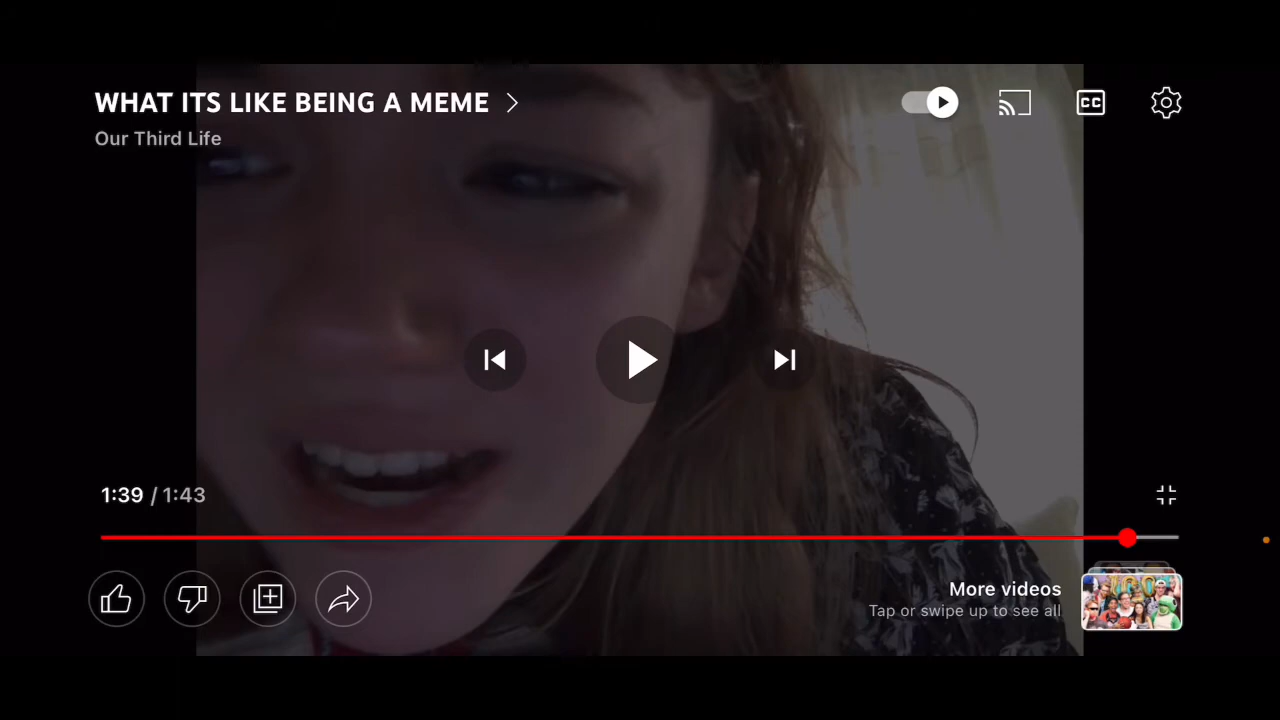 WHAT ITS LIKE BEING A MEME
Our Third Life
CC
1:39 / 1:43
More videos
Tap or swipe up to see all